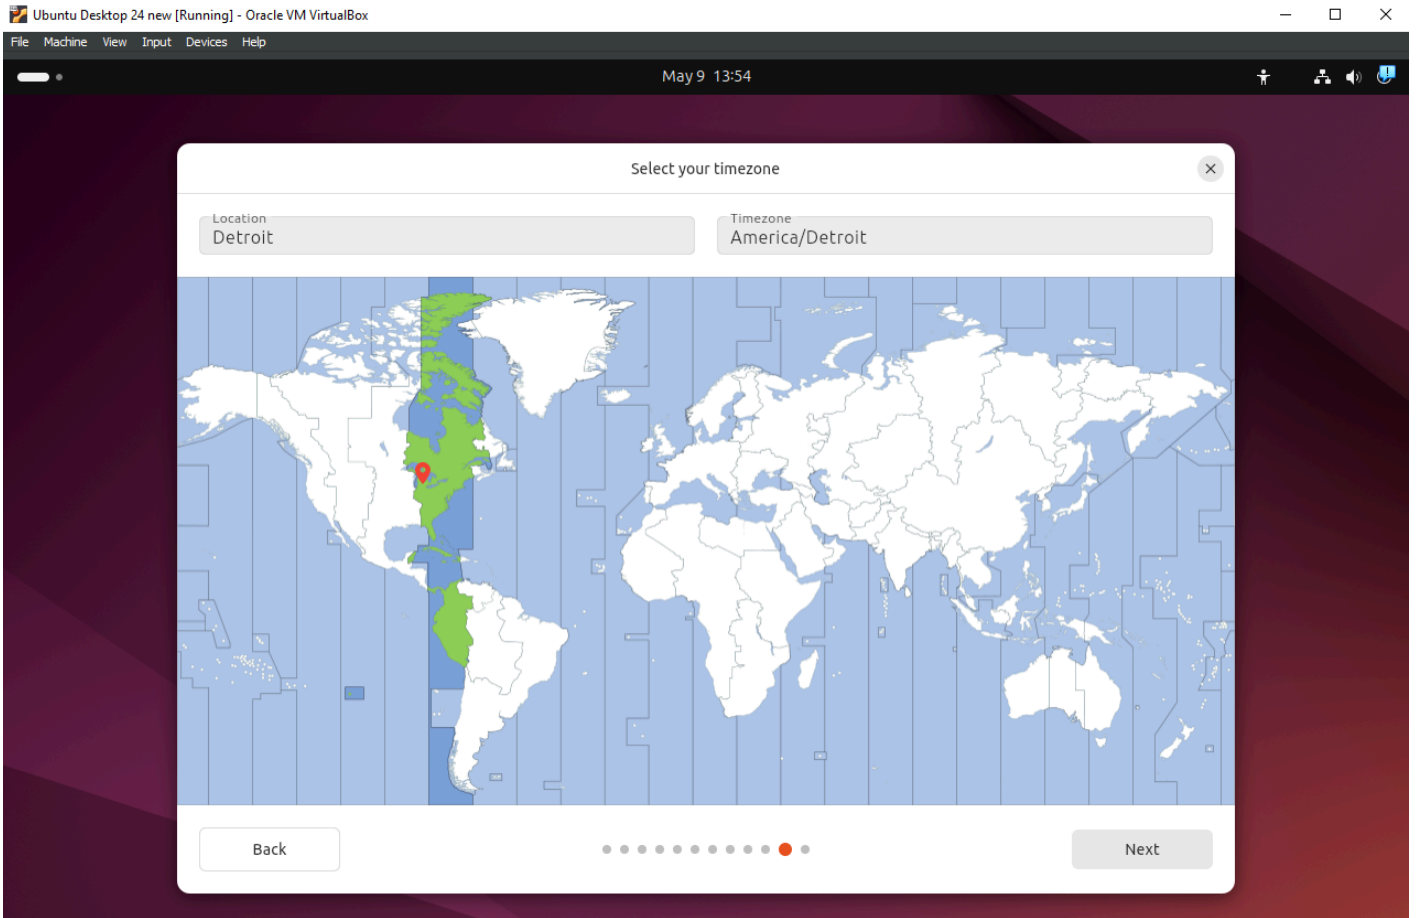 Ubuntu Desktop 24 new [Running] - Oracle VM VirtualBox
File Machine View Input Devices Help
May 9 13:54
Select your timezone
Location
Detroit
Timezone
America/Detroit
Back
Next